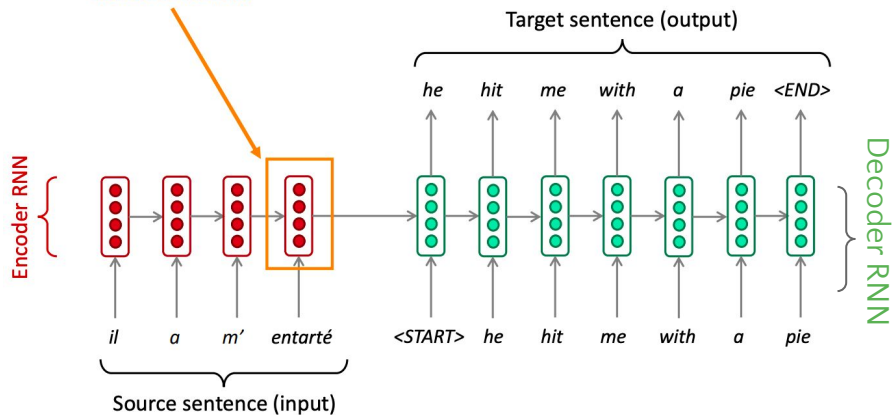 Target sentence (output)
he hit me with a pie <END>
Encoder RNN
Decoder RNN
il a m’ entarté
<START> he hit me with a pie
Source sentence (input)